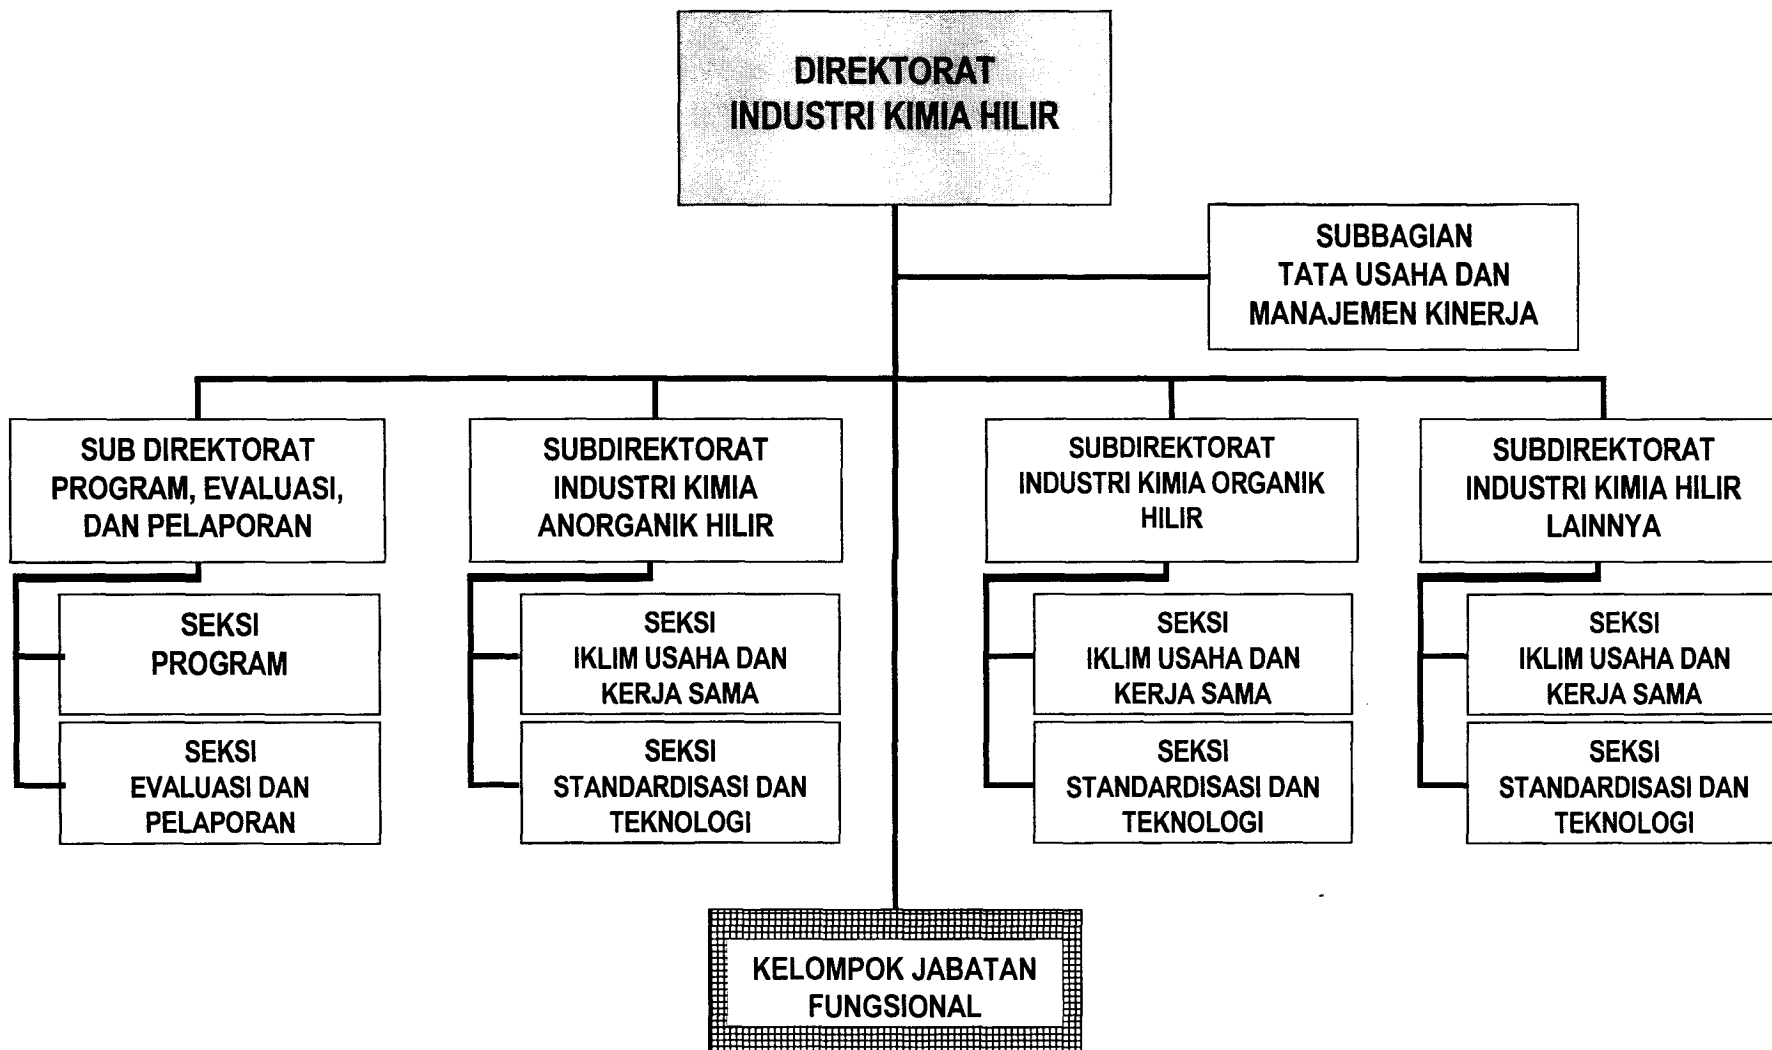 DIREKTORAT
INDUSTRI KIMIA HILIR
SUBBAGIAN
TATA USAHA DAN
MANAJEMEN KINERJA
SUB DIREKTORAT
PROGRAM, EVALUASI,
DAN PELAPORAN
SUBDIREKTORAT
INDUSTRI KIMIA
ANORGANIK HILIR
SUBDIREKTORAT
INDUSTRI KIMIA ORGANIK
HILIR
SUBDIREKTORAT
INDUSTRI KIMIA HILIR
LAINNYA
SEKSI
PROGRAM
SEKSI
IKLIM USAHA DAN
KERJA SAMA
SEKSI
IKLIM USAHA DAN
KERJA SAMA
SEKSI
IKLIM USAHA DAN
KERJA SAMA
SEKSI
EVALUASI DAN
PELAPORAN
SEKSI
STANDARDISASI DAN
TEKNOLOGI
SEKSI
STANDARDISASI DAN
TEKNOLOGI
SEKSI
STANDARDISASI DAN
TEKNOLOGI
KELOMPOK JABATAN
FUNGSIONAL